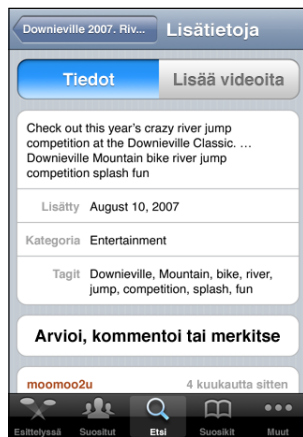 Downieville 2007. Riv... Lisätietoja
Tiedot Lisää videoita
Check out this year's crazy river jump
competition at the Downieville Classic. ...
Downieville Mountain bike river jump
competition splash fun
Lisätty August 10, 2007
Kategoria Entertainment
Tagit Downieville, Mountain, bike, river,
jump, competition, splash, fun
Arvioi, kommentoi tai merkitse
moomoo2u 4 kuukautta sitten
Esittelyssä Suositut Etsi Suosikit Muut